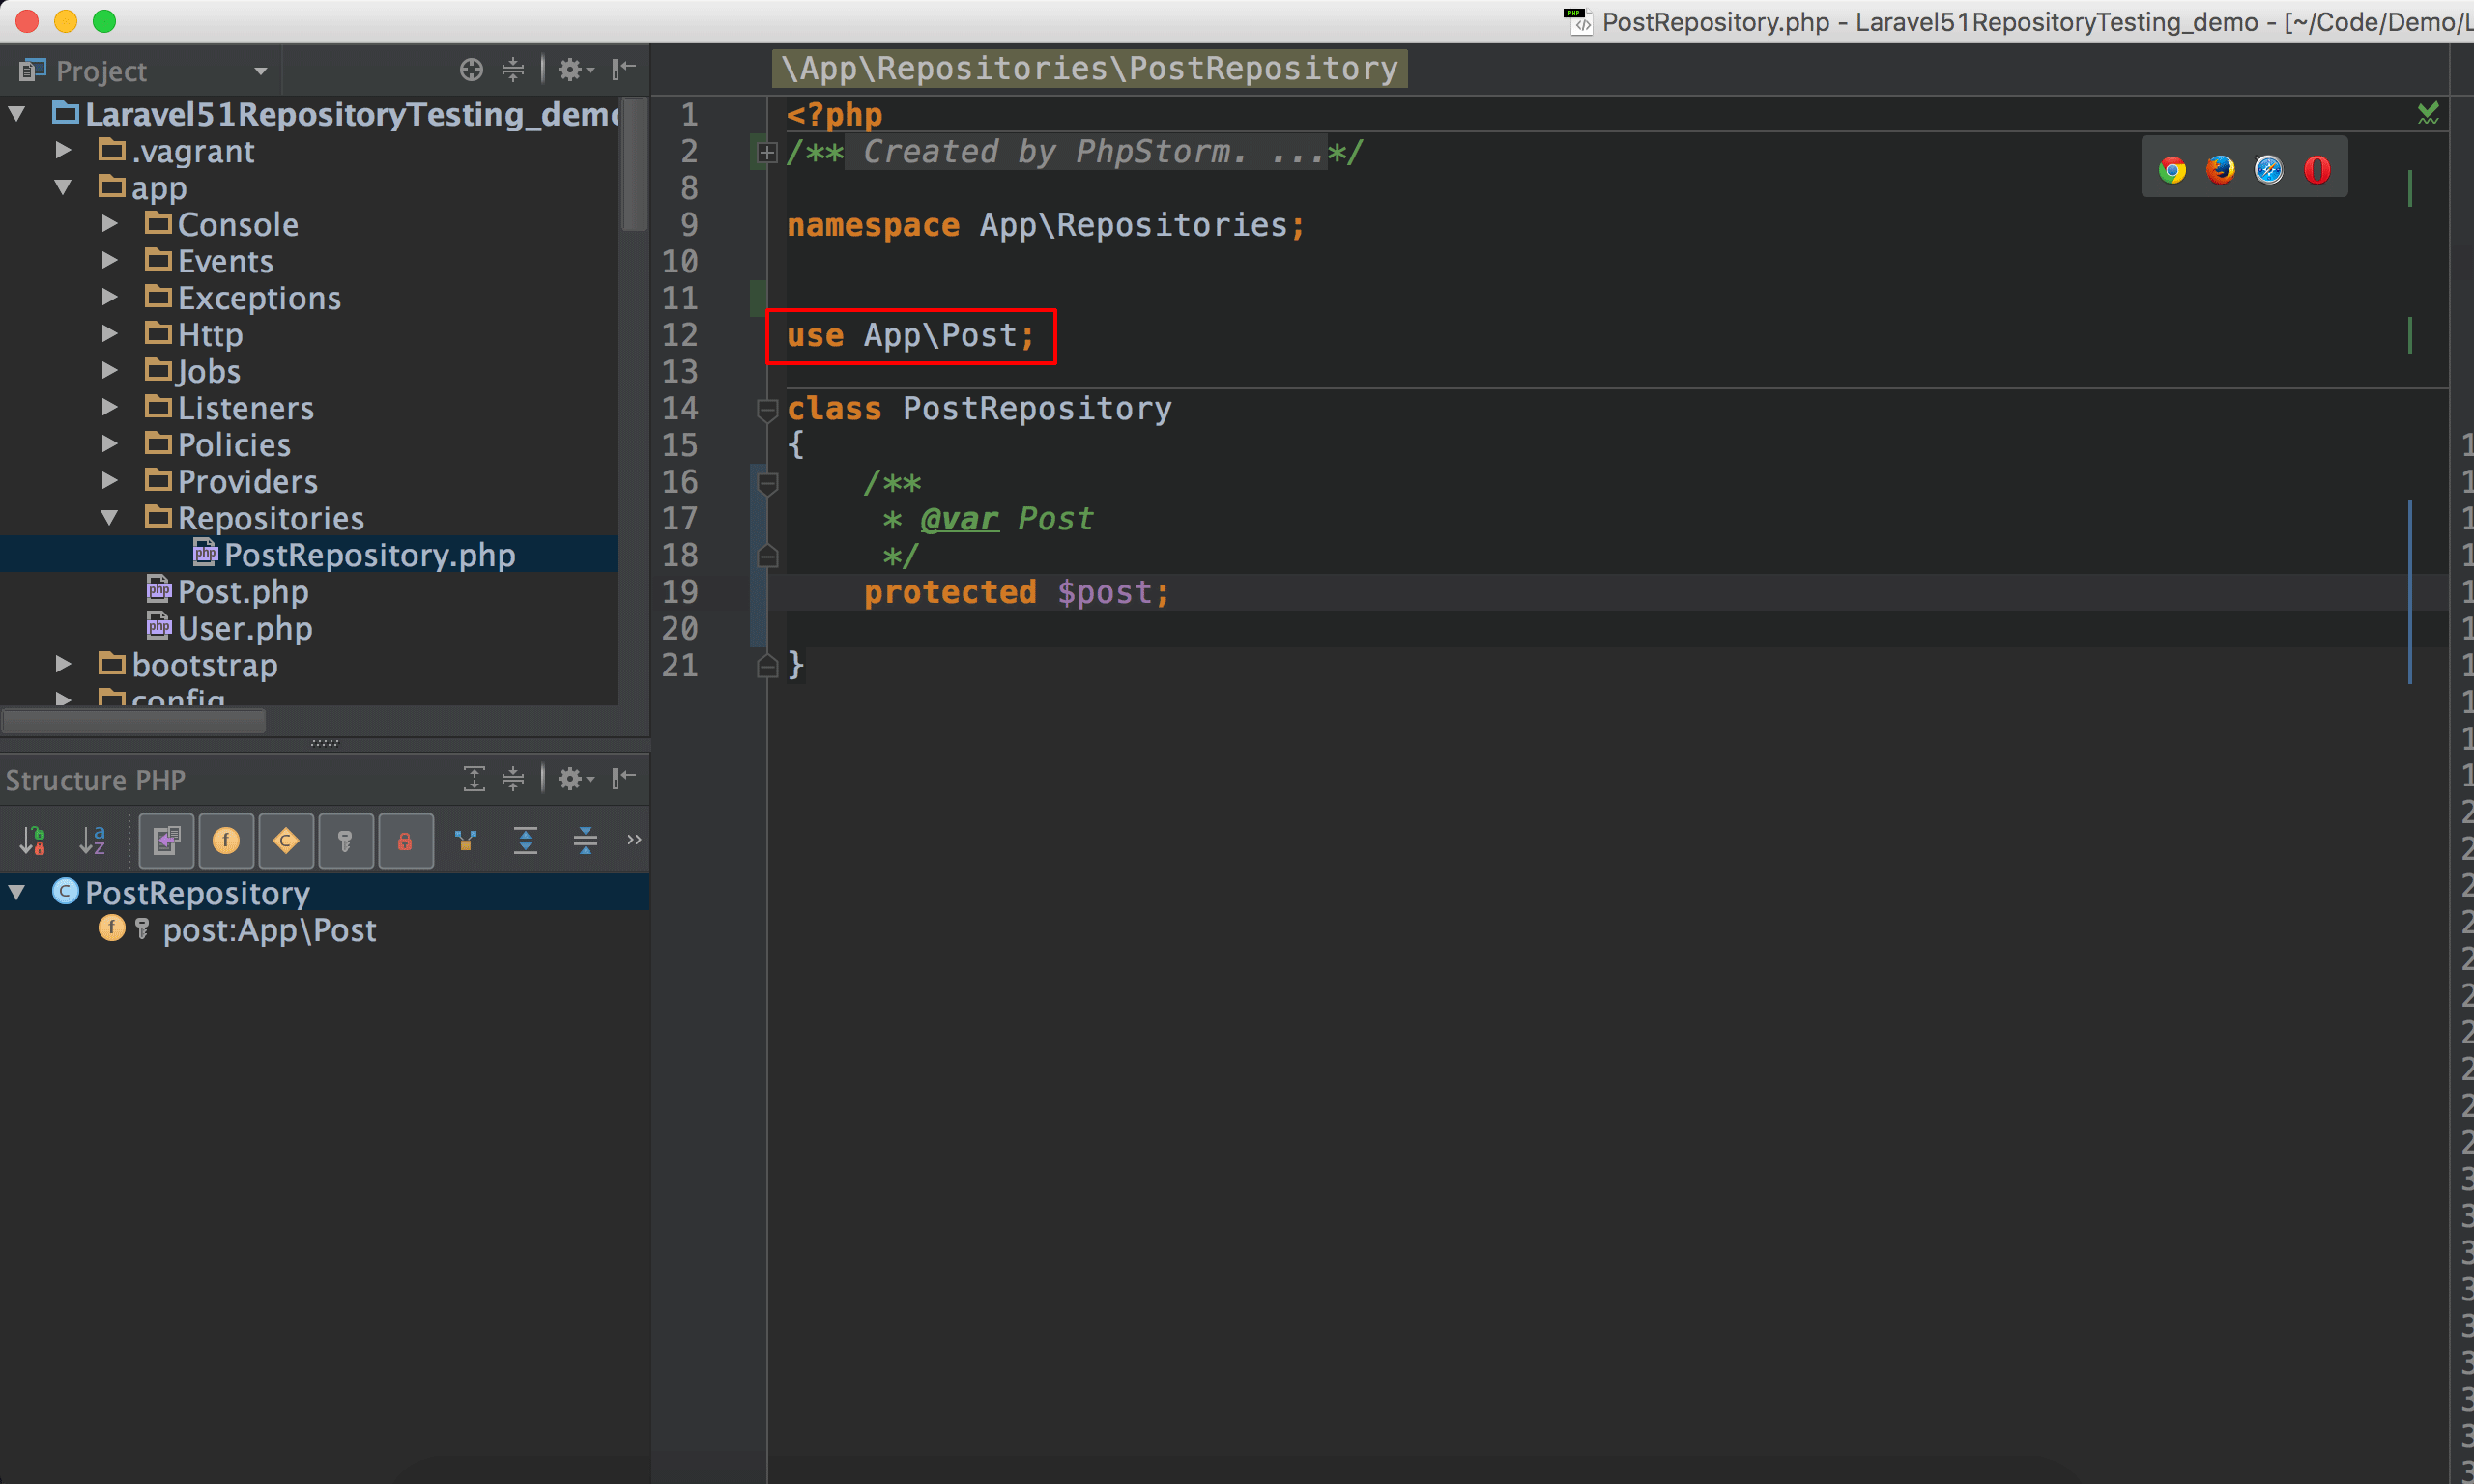 PostRepository.php - Laravel51RepositoryTesting_demo - [~/Code/Demo/L
Project
\App\Repositories\PostRepository
Laravel51RepositoryTesting_demo
.vagrant
app
Console
Events
Exceptions
Http
Jobs
Listeners
Policies
Providers
Repositories
PostRepository.php
Post.php
User.php
bootstrap
config
1 <?php
2 /** Created by PhpStorm. ...*/
8
9 namespace App\Repositories;
10
11
12 use App\Post;
13
14 class PostRepository
15 {
16 /**
17 * @var Post
18 */
19 protected $post;
20
21 }
Structure PHP
PostRepository
post:App\Post